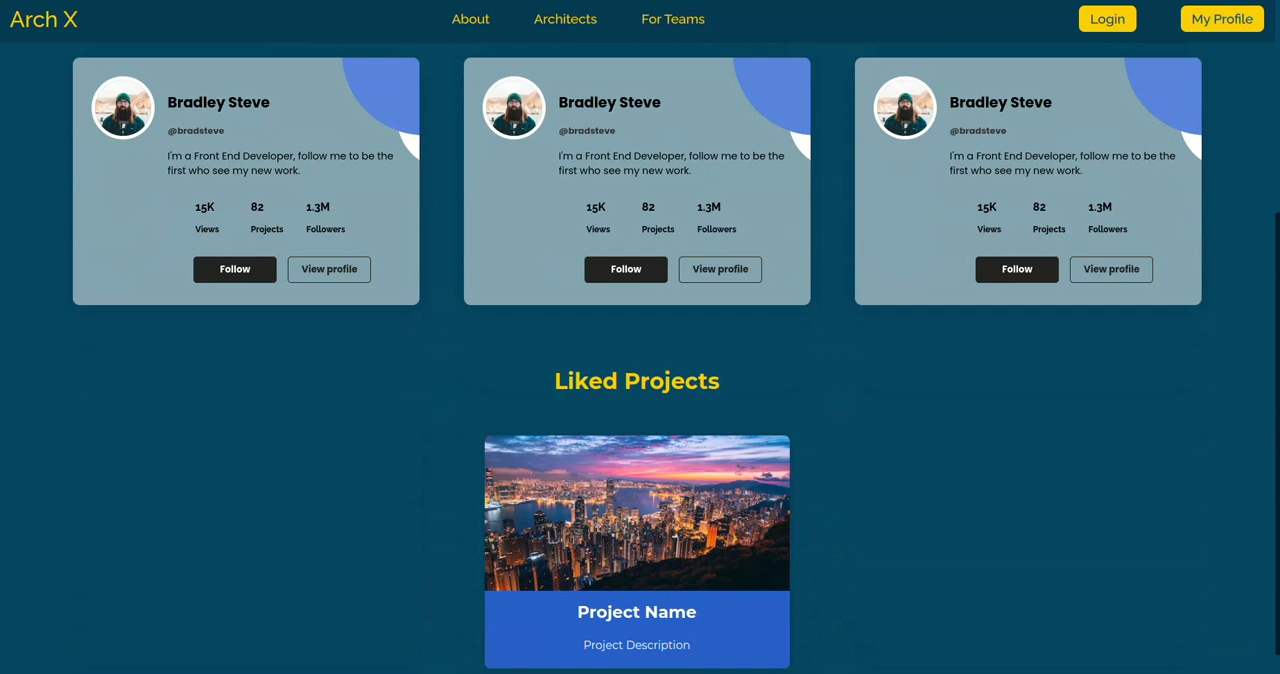 Arch X
About
Architects
For Teams
Login
My Profile
Bradley Steve
@bradsteve
I'm a Front End Developer, follow me to be the
first who see my new work.
15K
82
1.3M
Views
Projects
Followers
Follow
View profile
Bradley Steve
@bradsteve
I'm a Front End Developer, follow me to be the
first who see my new work.
15K
82
1.3M
Views
Projects
Followers
Follow
View profile
Bradley Steve
@bradsteve
I'm a Front End Developer, follow me to be the
first who see my new work.
15K
82
1.3M
Views
Projects
Followers
Follow
View profile
Liked Projects
Project Name
Project Description